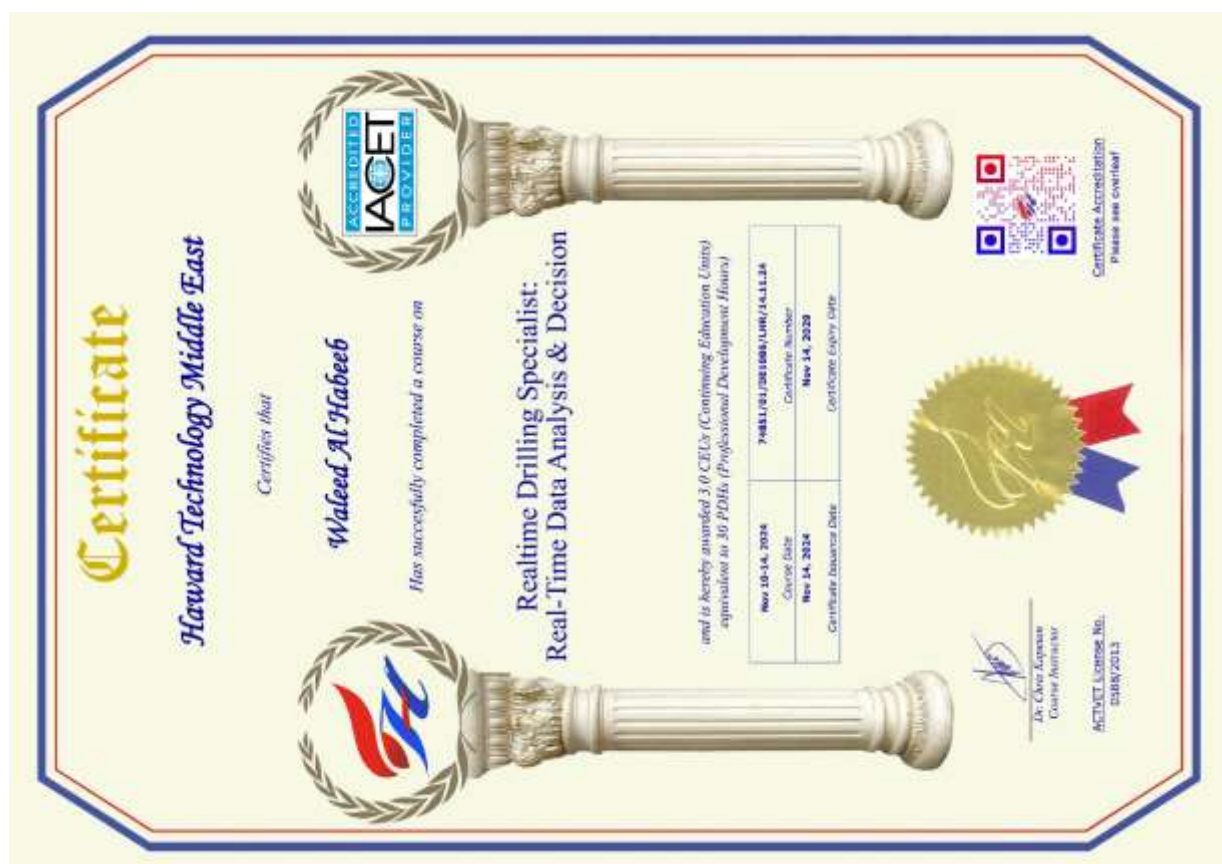 Certificate
Haward Technology Middle East
Certifies that
Waleed Al Habeeb
Has succesfully completed a course on
ACCREDITED
IACET
PROVIDER
Realtime Drilling Specialist:
Real-Time Data Analysis & Decision
and is hereby awarded 3.0 CEUs (Continuing Education Units)
equivalent to 30 PDHs (Professional Development Hours)
Nov 10-14, 2024
Course Date
Certificate Number
Nov 14, 2024
Nov 14, 2029
Certificate Issuance Date
Certificate Expiry Date
Course Instructor
ACTVET License No.
Certificate Accreditation
Please see overleaf